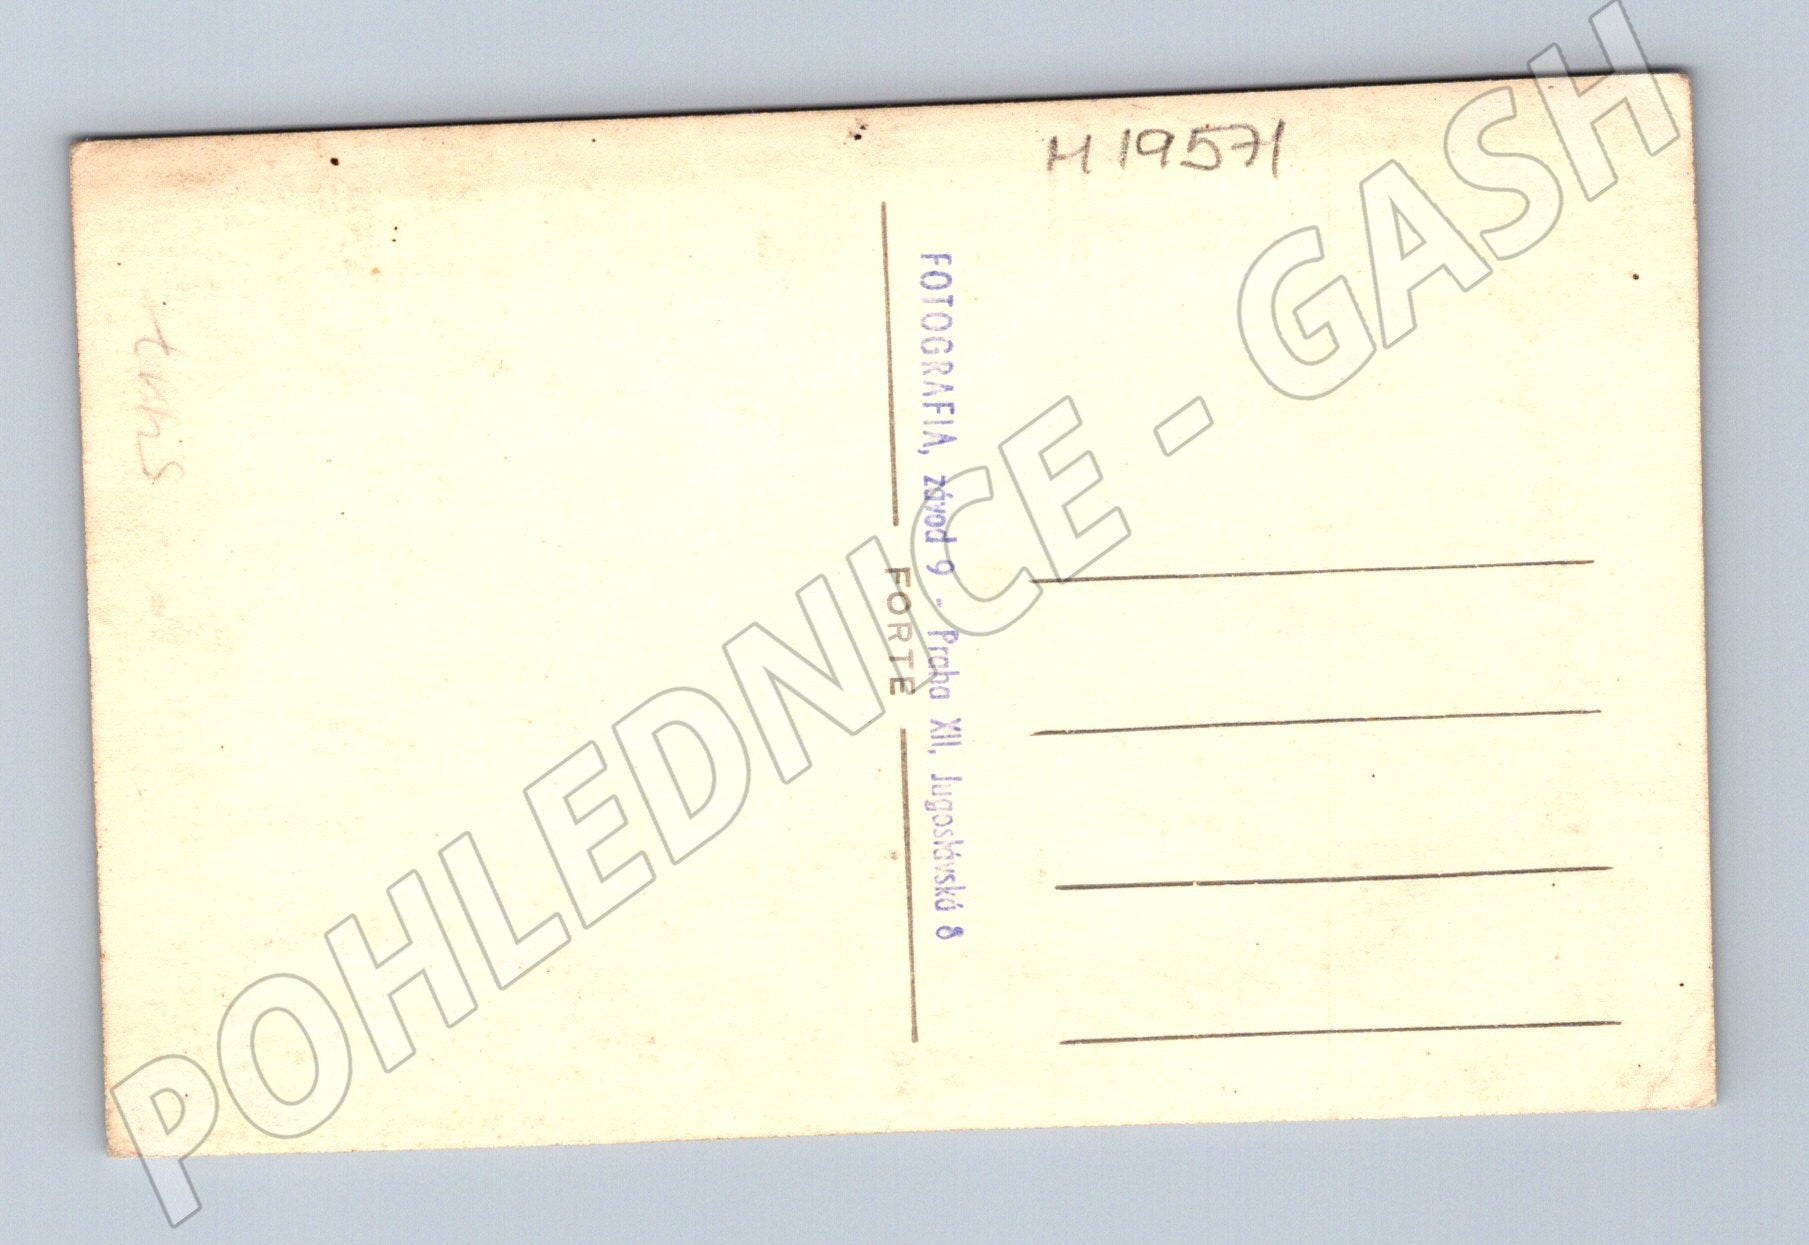 H 19571
FOTOGRAFIA, závod 9 - Praha XII, Jugoslávská 8
FORTE
POHLEDNICE - GASH